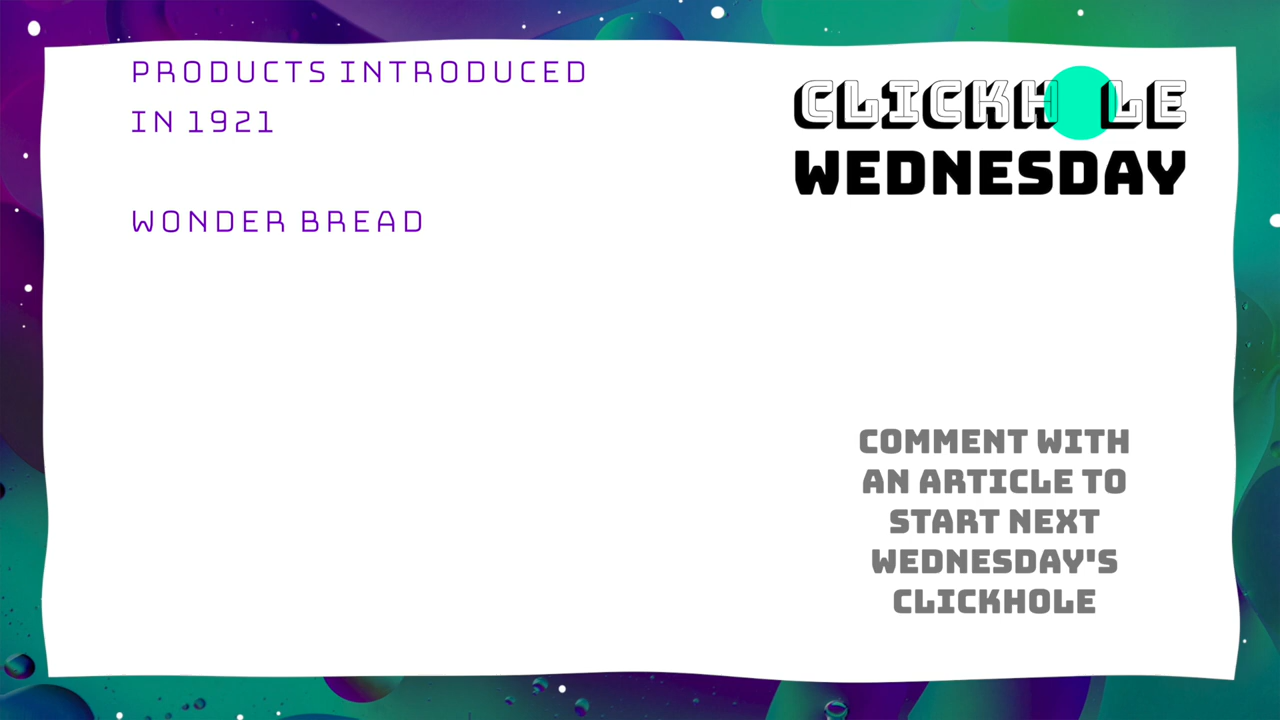 PRODUCTS INTRODUCED
IN 1921
WONDER BREAD
CLICKHOLE
WEDNESDAY
COMMENT WITH
AN ARTICLE TO
START NEXT
WEDNESDAY'S
CLICKHOLE